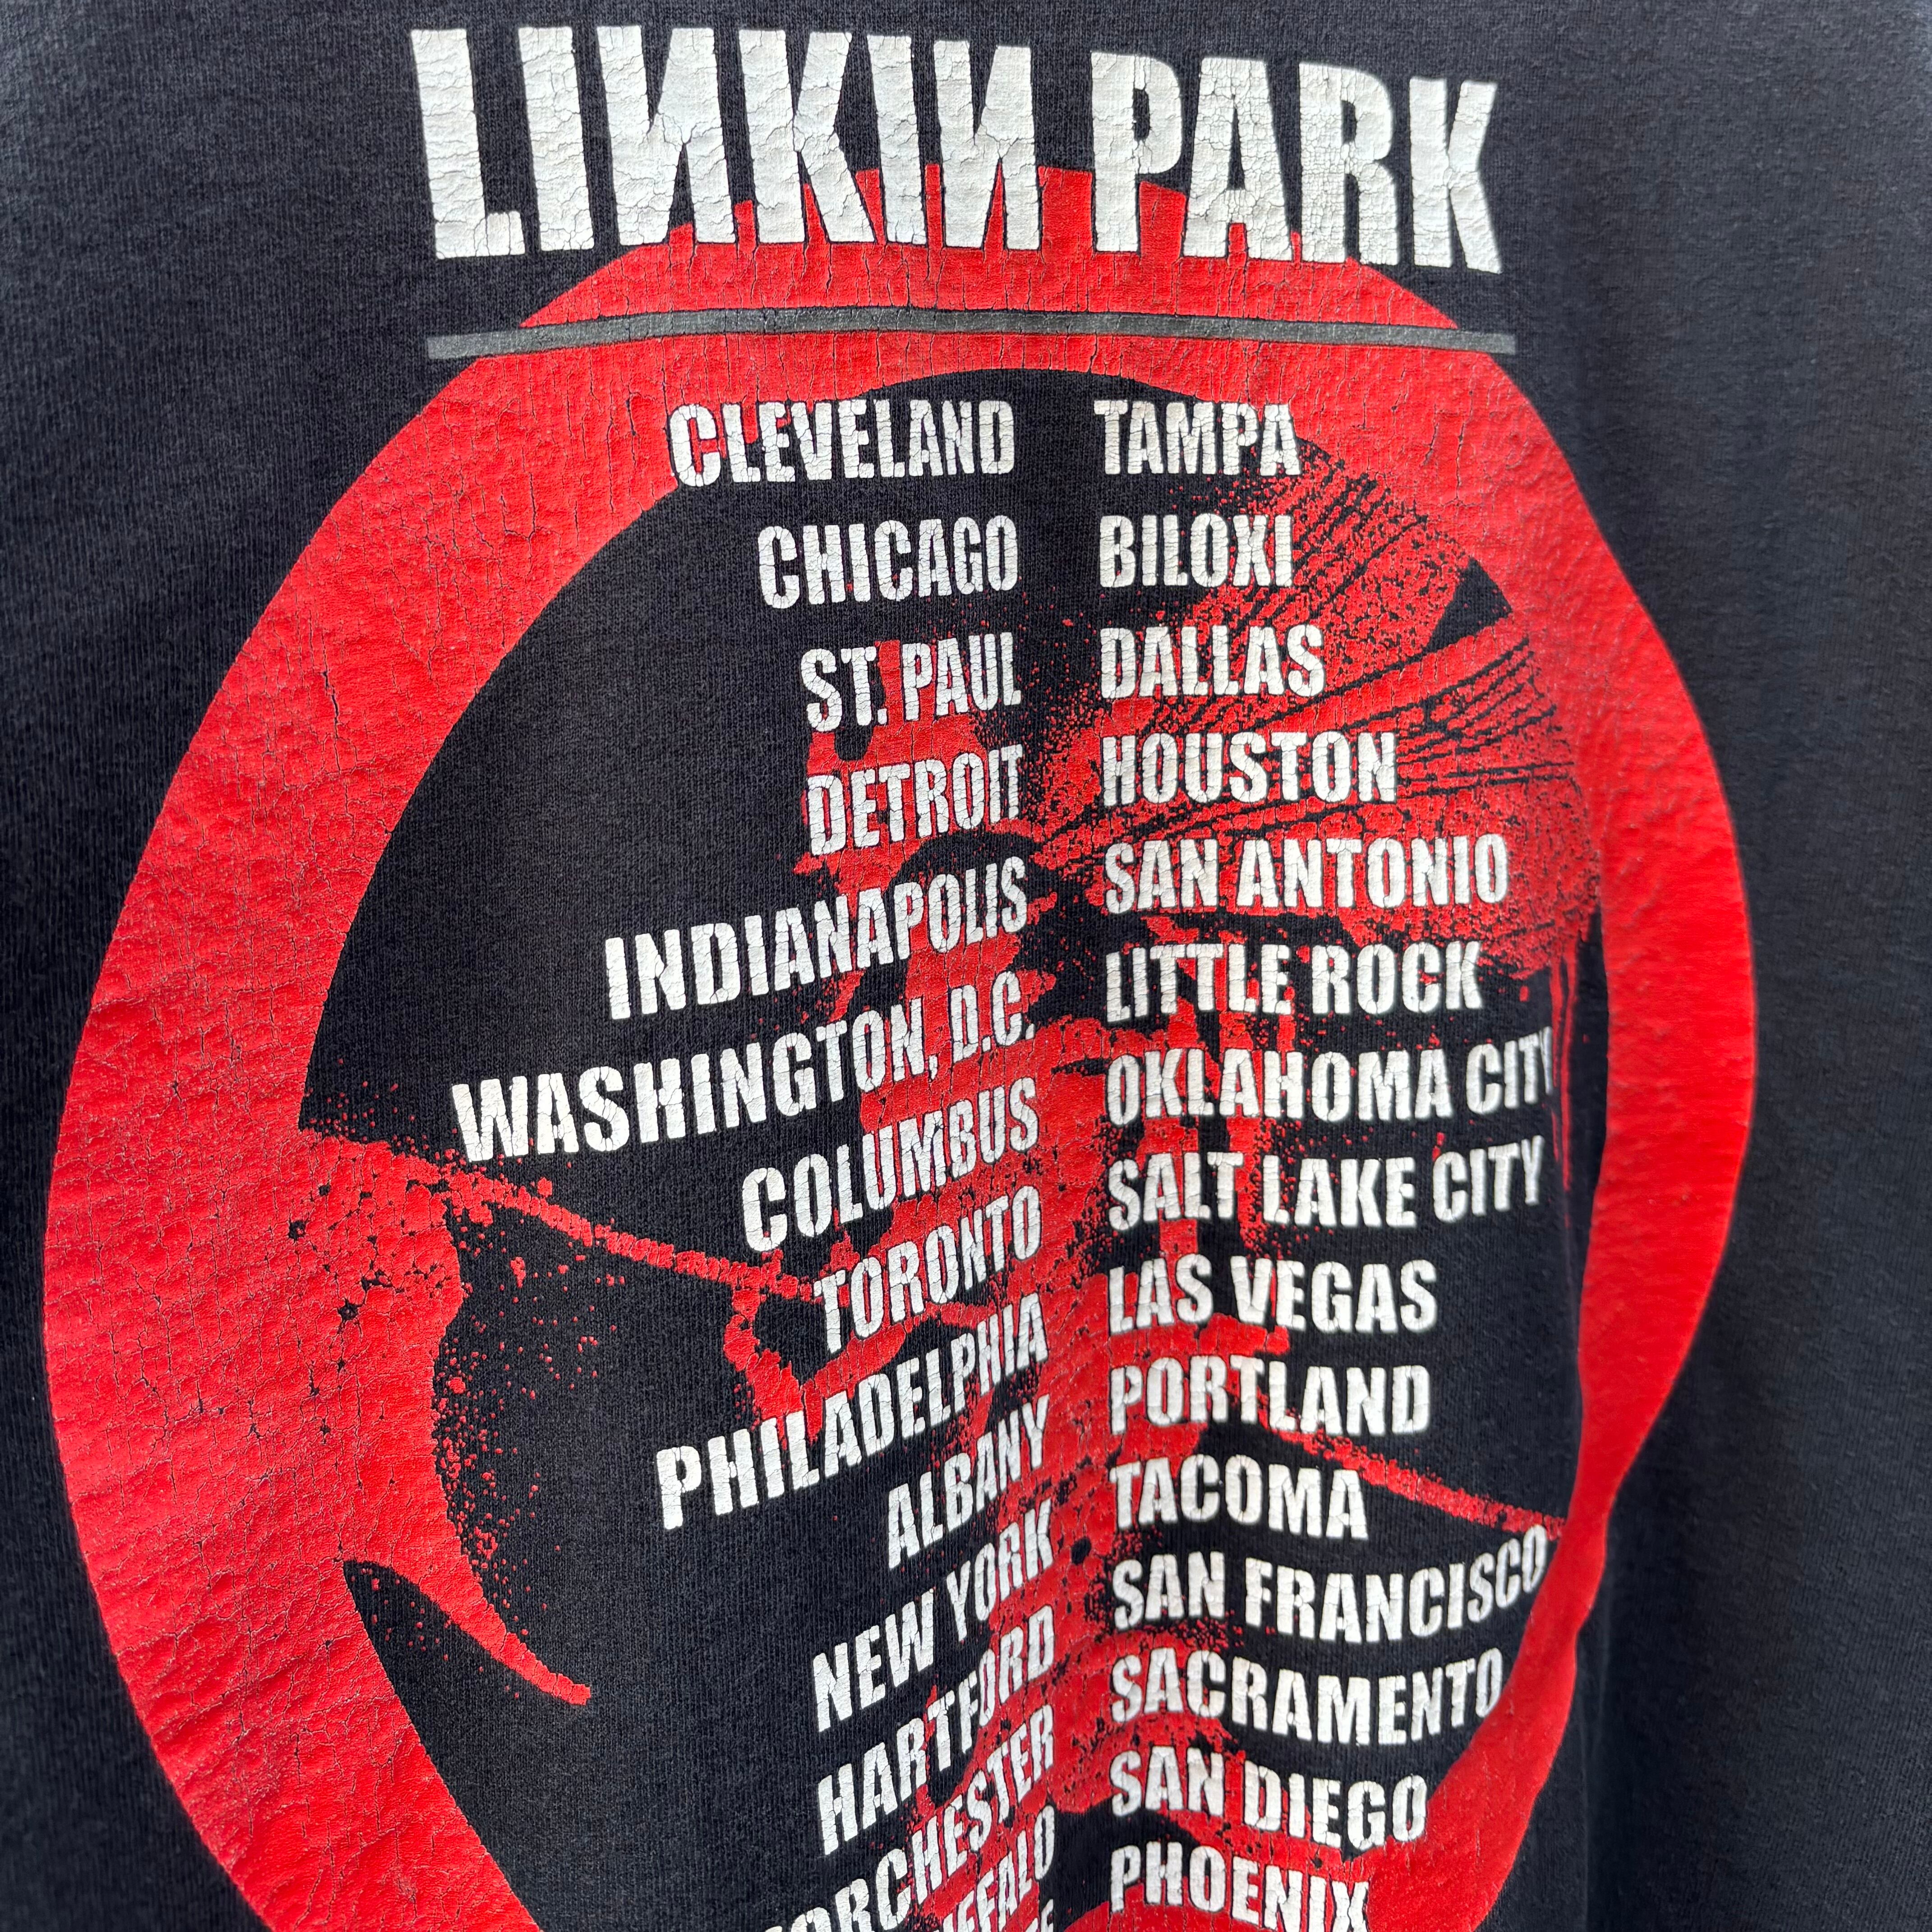 LINKIN PARK
CLEVELAND
CHICAGO
ST. PAUL
DETROIT
INDIANAPOLIS
WASHINGTON, D.C.
COLUMBUS
TORONTO
PHILADELPHIA
ALBANY
NEW YORK
HARTFORD
ORCHESTER
FFALO
TAMPA
BILOXI
DALLAS
HOUSTON
SAN ANTONIO
LITTLE ROCK
OKLAHOMA CITY
SALT LAKE CITY
LAS VEGAS
PORTLAND
TACOMA
SAN FRANCISCO
SACRAMENTO
SAN DIEGO
PHOENIX